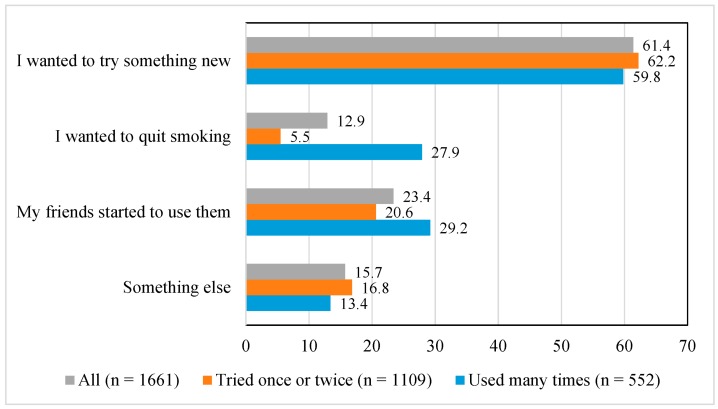 I wanted to try something new
61.4
62.2
59.8
I wanted to quit smoking
12.9
5.5
27.9
My friends started to use them
23.4
20.6
29.2
Something else
15.7
16.8
13.4
0 10 20 30 40 50 60 70
All (n = 1661) Tried once or twice (n = 1109) Used many times (n = 552)